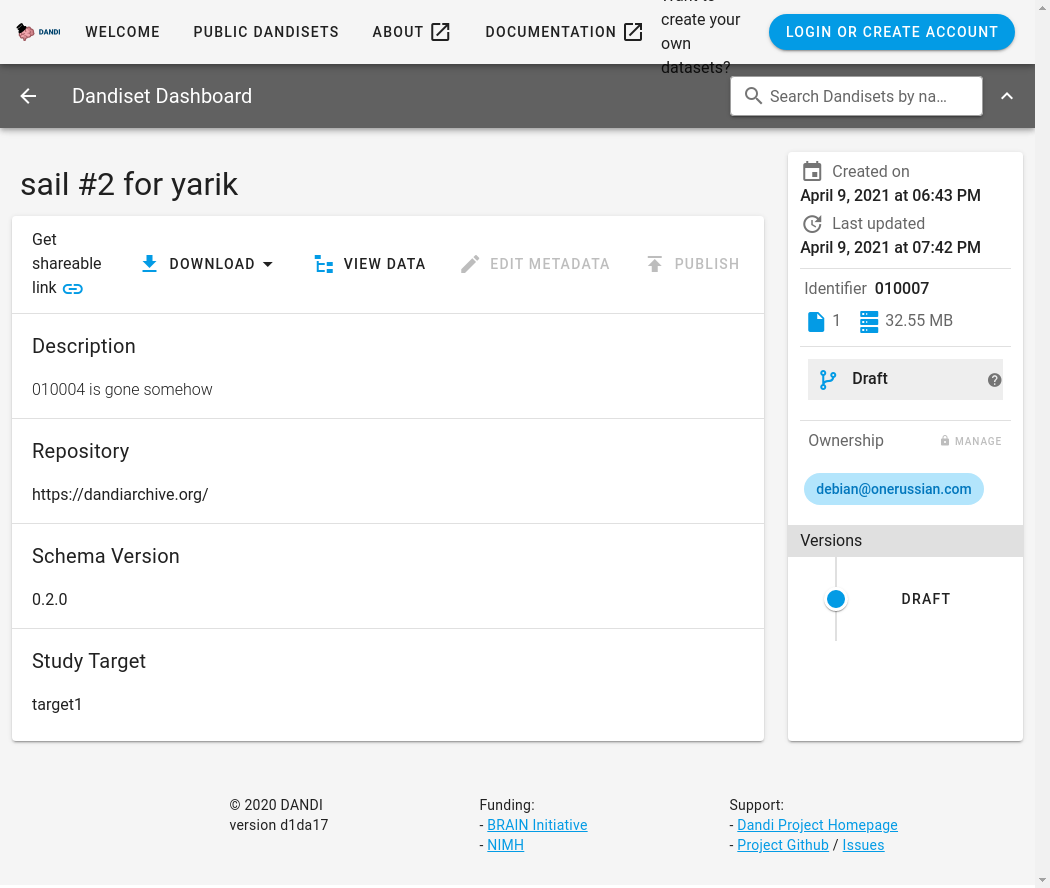 DANDI
WELCOME
PUBLIC DANDISETS
ABOUT
DOCUMENTATION
create your
own
datasets?
LOGIN OR CREATE ACCOUNT
Dandiset Dashboard
Search Dandisets by na...
sail #2 for yarik
Get
shareable
link
DOWNLOAD
VIEW DATA
EDIT METADATA
PUBLISH
Description
010004 is gone somehow
Repository
https://dandiarchive.org/
Schema Version
0.2.0
Study Target
target1
Created on
April 9, 2021 at 06:43 PM
Last updated
April 9, 2021 at 07:42 PM
Identifier 010007
1 32.55 MB
Draft
Ownership
MANAGE
debian@onerussian.com
Versions
DRAFT
© 2020 DANDI
version d1da17
Funding:
- BRAIN Initiative
- NIMH
Support:
- Dandi Project Homepage
- Project Github / Issues